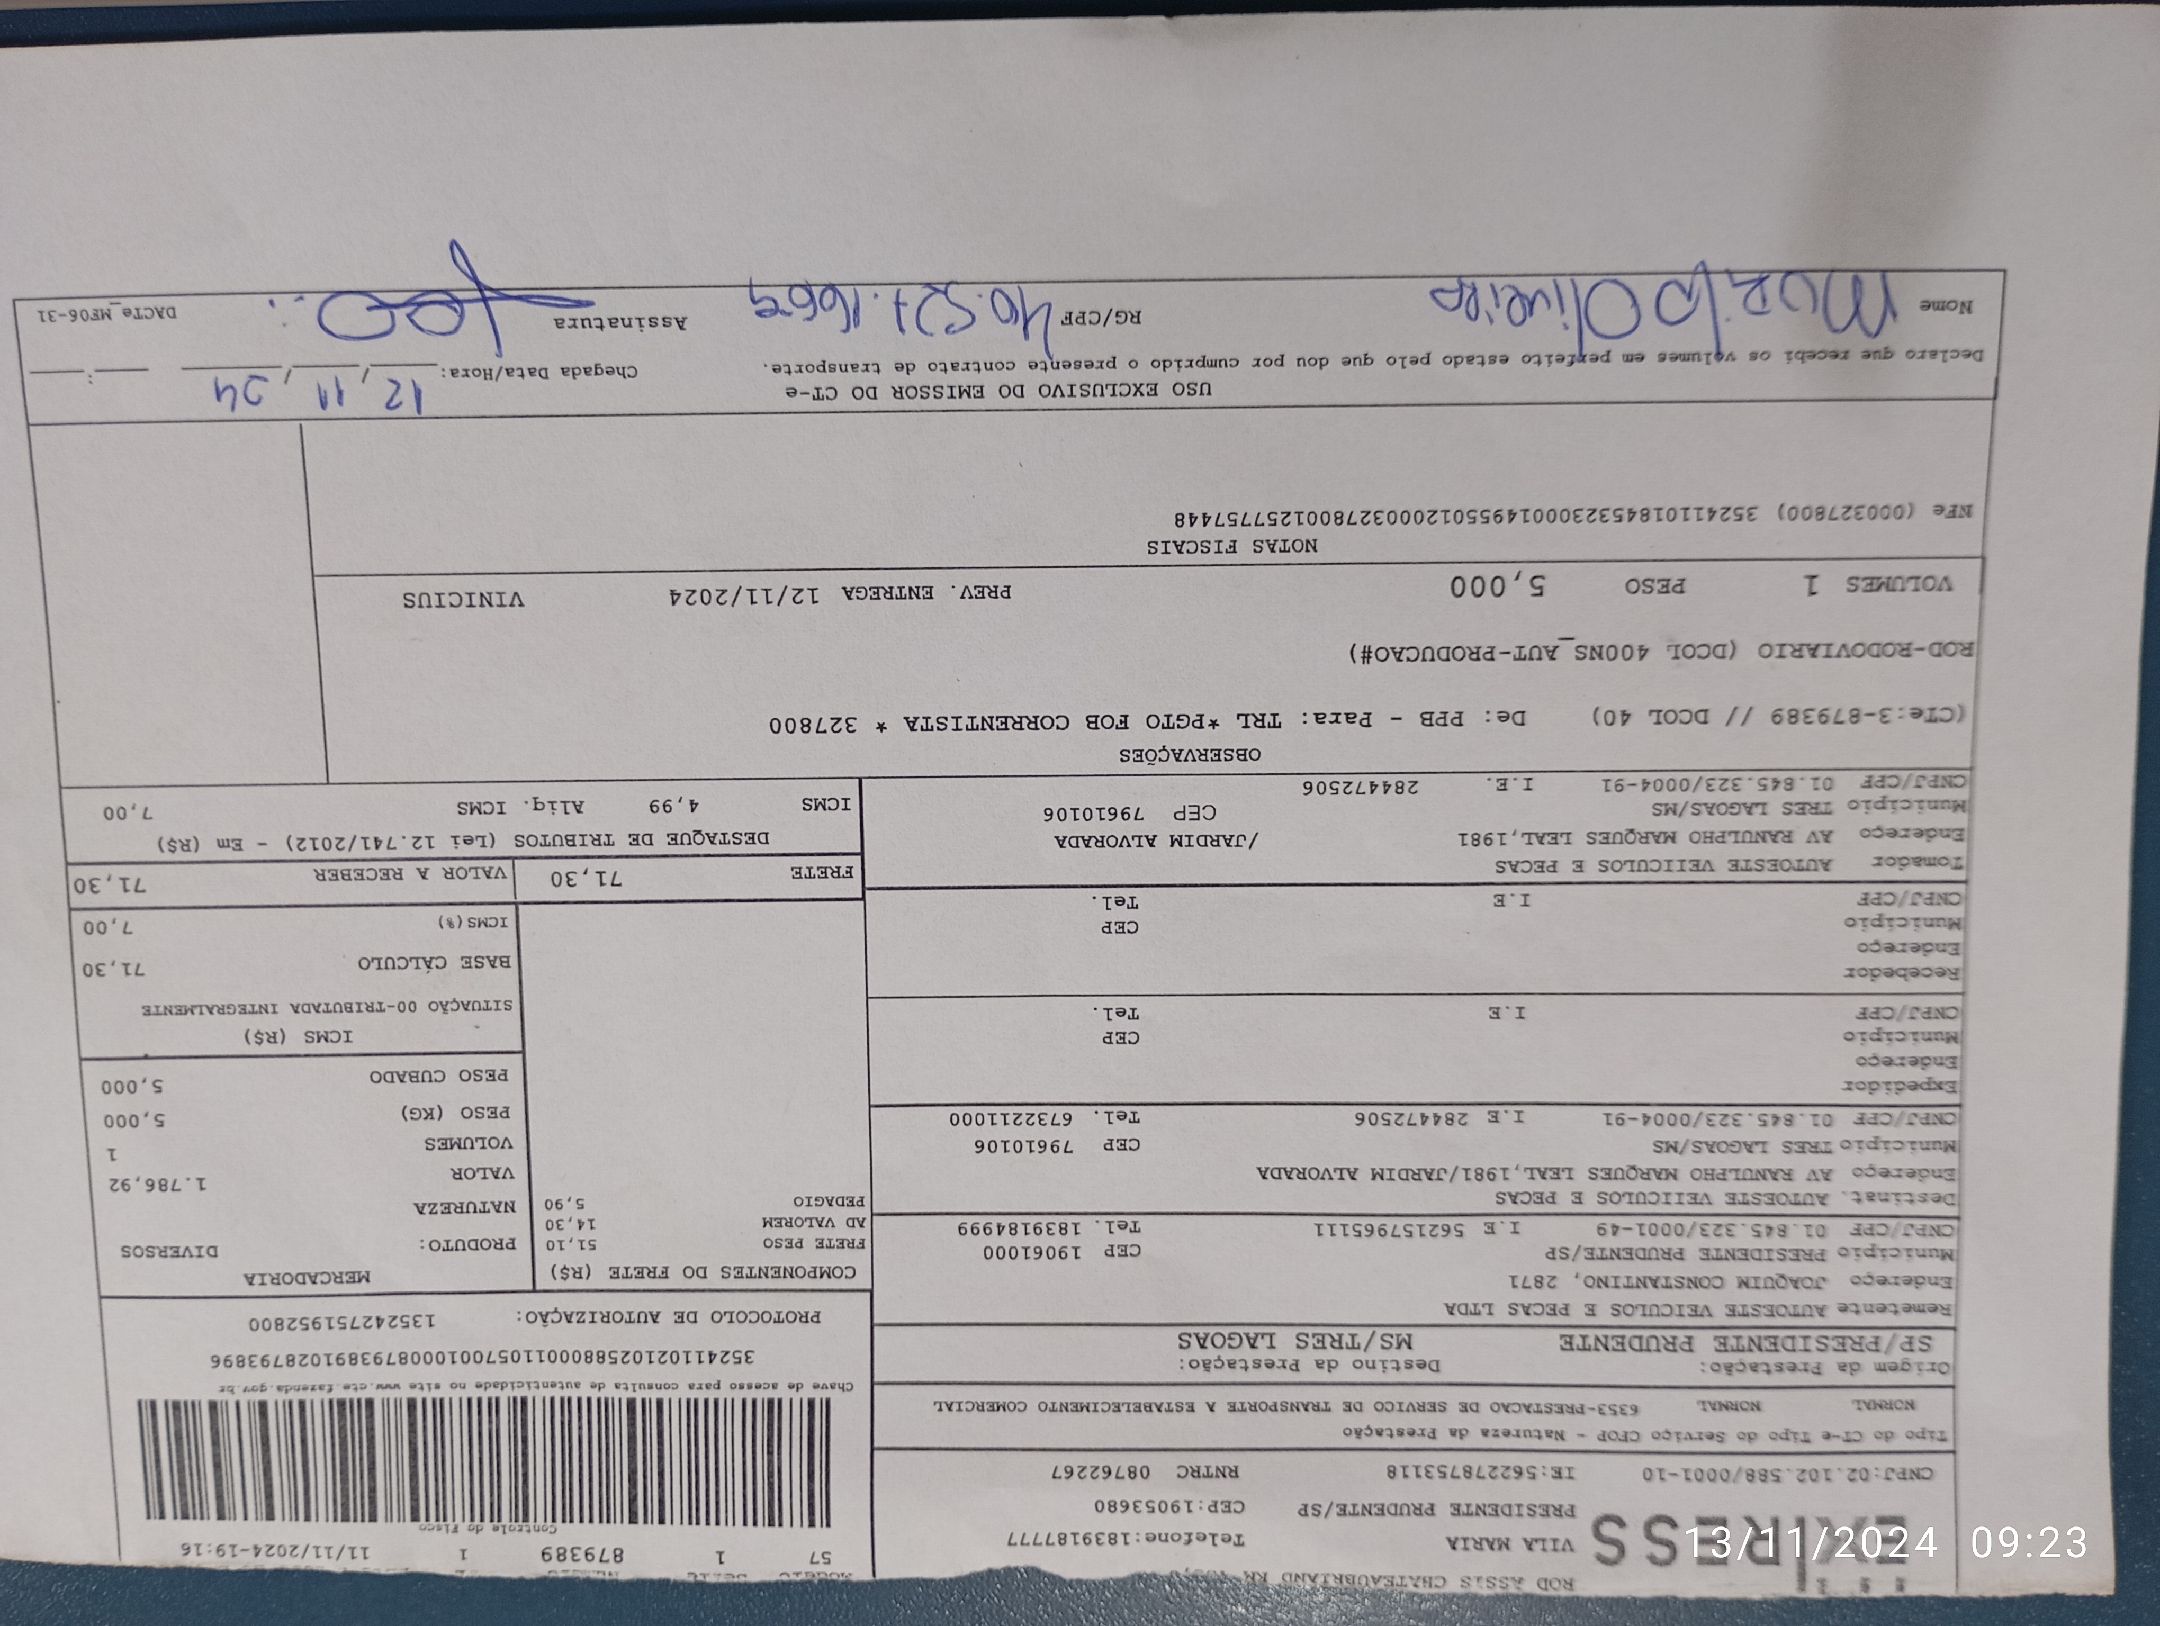 ROD ASSIS CHATEAUBRIAND KM
VILA MARIA Telefone:1839187777
EXPRESS
PRESIDENTE PRUDENTE/SP CEP:19053680
CNPJ:02.102.588/0001-10 IE:562278753118 RNTRC 08762267
57 1 879389 1 11/11/2024-19:16
Controle do Fisco
Chave de acesso para consulta de autenticidade no site www.cte.fazenda.gov.br
35241102102588000110570010008793891028793896
PROTOCOLO DE AUTORIZAÇÃO: 135242751952800
Tipo do CT-e Tipo do Serviço CFOP - Natureza da Prestação
NORMAL NORMAL 6353-PRESTACAO DE SERVICO DE TRANSPORTE A ESTABELECIMENTO COMERCIAL
Origem da Prestação: Destino da Prestação:
SP/PRESIDENTE PRUDENTE MS/TRES LAGOAS
Remetente AUTOESTE VEICULOS E PECAS LTDA
Endereço JOAQUIM CONSTANTINO, 2871
Município PRESIDENTE PRUDENTE/SP CEP 19061000
CNPJ/CPF 01.845.323/0001-49 I.E 562157965111 Tel. 1839184999
Destinat. AUTOESTE VEIICULOS E PECAS
Endereço AV RANULPHO MARQUES LEAL,1981/JARDIM ALVORADA
Município TRES LAGOAS/MS CEP 79610106
CNPJ/CPF 01.845.323/0004-91 I.E 284472506 Tel. 6732211000
Expedidor
Endereço
Município CEP
CNPJ/CPF I.E Tel.
Recebedor
Endereço
Município CEP
CNPJ/CPF I.E Tel.
Tomador AUTOESTE VEIICULOS E PECAS
Endereço AV RANULPHO MARQUES LEAL,1981 /JARDIM ALVORADA
Município TRES LAGOAS/MS CEP 79610106
CNPJ/CPF 01.845.323/0004-91 I.E. 284472506
COMPONENTES DO FRETE (R$)
FRETE PESO 51,10
AD VALOREM 14,30
PEDAGIO 5,90
MERCADORIA
PRODUTO: DIVERSOS
NATUREZA
VALOR 1.786,92
VOLUMES 1
PESO (KG) 5,000
PESO CUBADO 5,000
ICMS (R$)
SITUAÇÃO 00-TRIBUTADA INTEGRALMENTE
BASE CÁLCULO 71,30
ICMS(%) 7,00
FRETE 71,30 VALOR A RECEBER 71,30
DESTAQUE DE TRIBUTOS (Lei 12.741/2012) - Em (R$)
ICMS 4,99 Aliq. ICMS 7,00
OBSERVAÇÕES
(CTe:3-879389 // DCOL 40) De: PPB - Para: TRL *PGTO FOB CORRENTISTA * 327800
ROD-RODOVIARIO (DCOL 400NS_AUT-PRODUCAO#)
VOLUMES 1 PESO 5,000 PREV. ENTREGA 12/11/2024 VINICIUS
NOTAS FISCAIS
NFe (000327800) 35241101845323000149550120003278001257757448
USO EXCLUSIVO DO EMISSOR DO CT-e
Declaro que recebi os volumes em perfeito estado pelo que dou por cumprido o presente contrato de transporte.
Chegada Data/Hora: 12/11/24 __:__
Nome Murilo Oliveira RG/CPF Assinatura
DACTe_MF06-31
13/11/2024 09:23